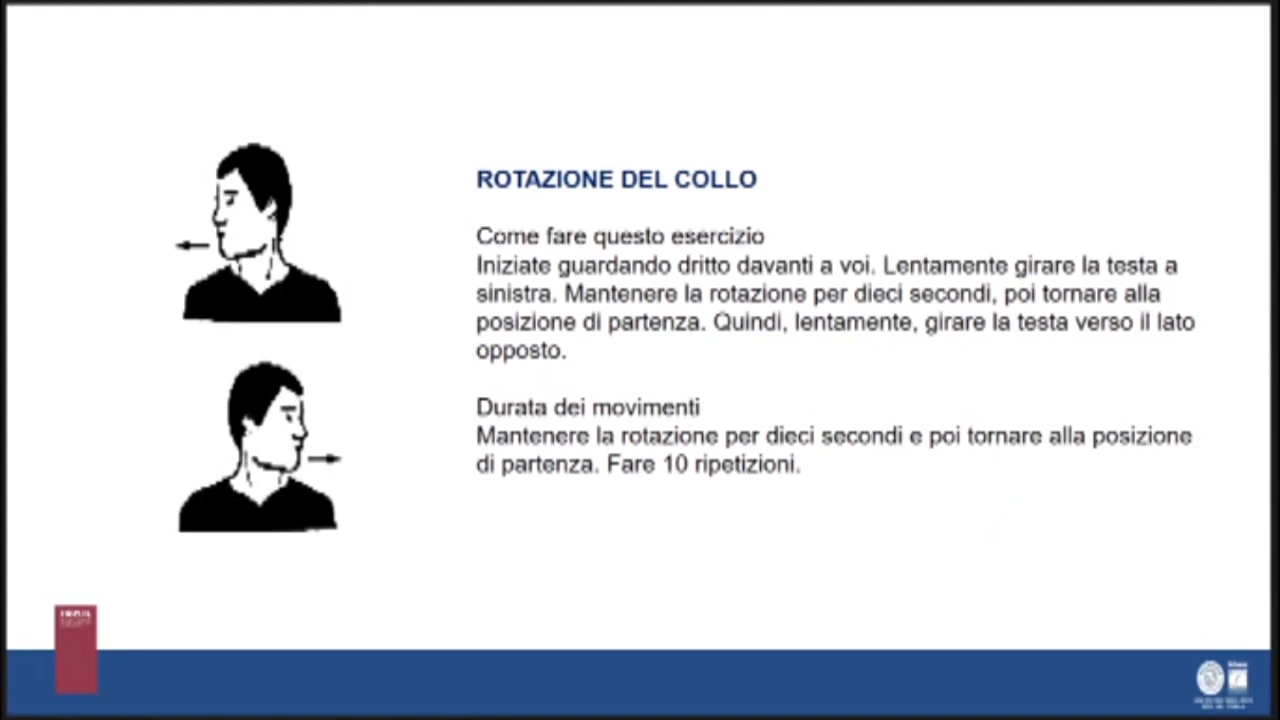 ROTAZIONE DEL COLLO
Come fare questo esercizio
Iniziate guardando dritto davanti a voi. Lentamente girare la testa a
sinistra. Mantenere la rotazione per dieci secondi, poi tornare alla
posizione di partenza. Quindi, lentamente, girare la testa verso il lato
opposto.
Durata dei movimenti
Mantenere la rotazione per dieci secondi e poi tornare alla posizione
di partenza. Fare 10 ripetizioni.